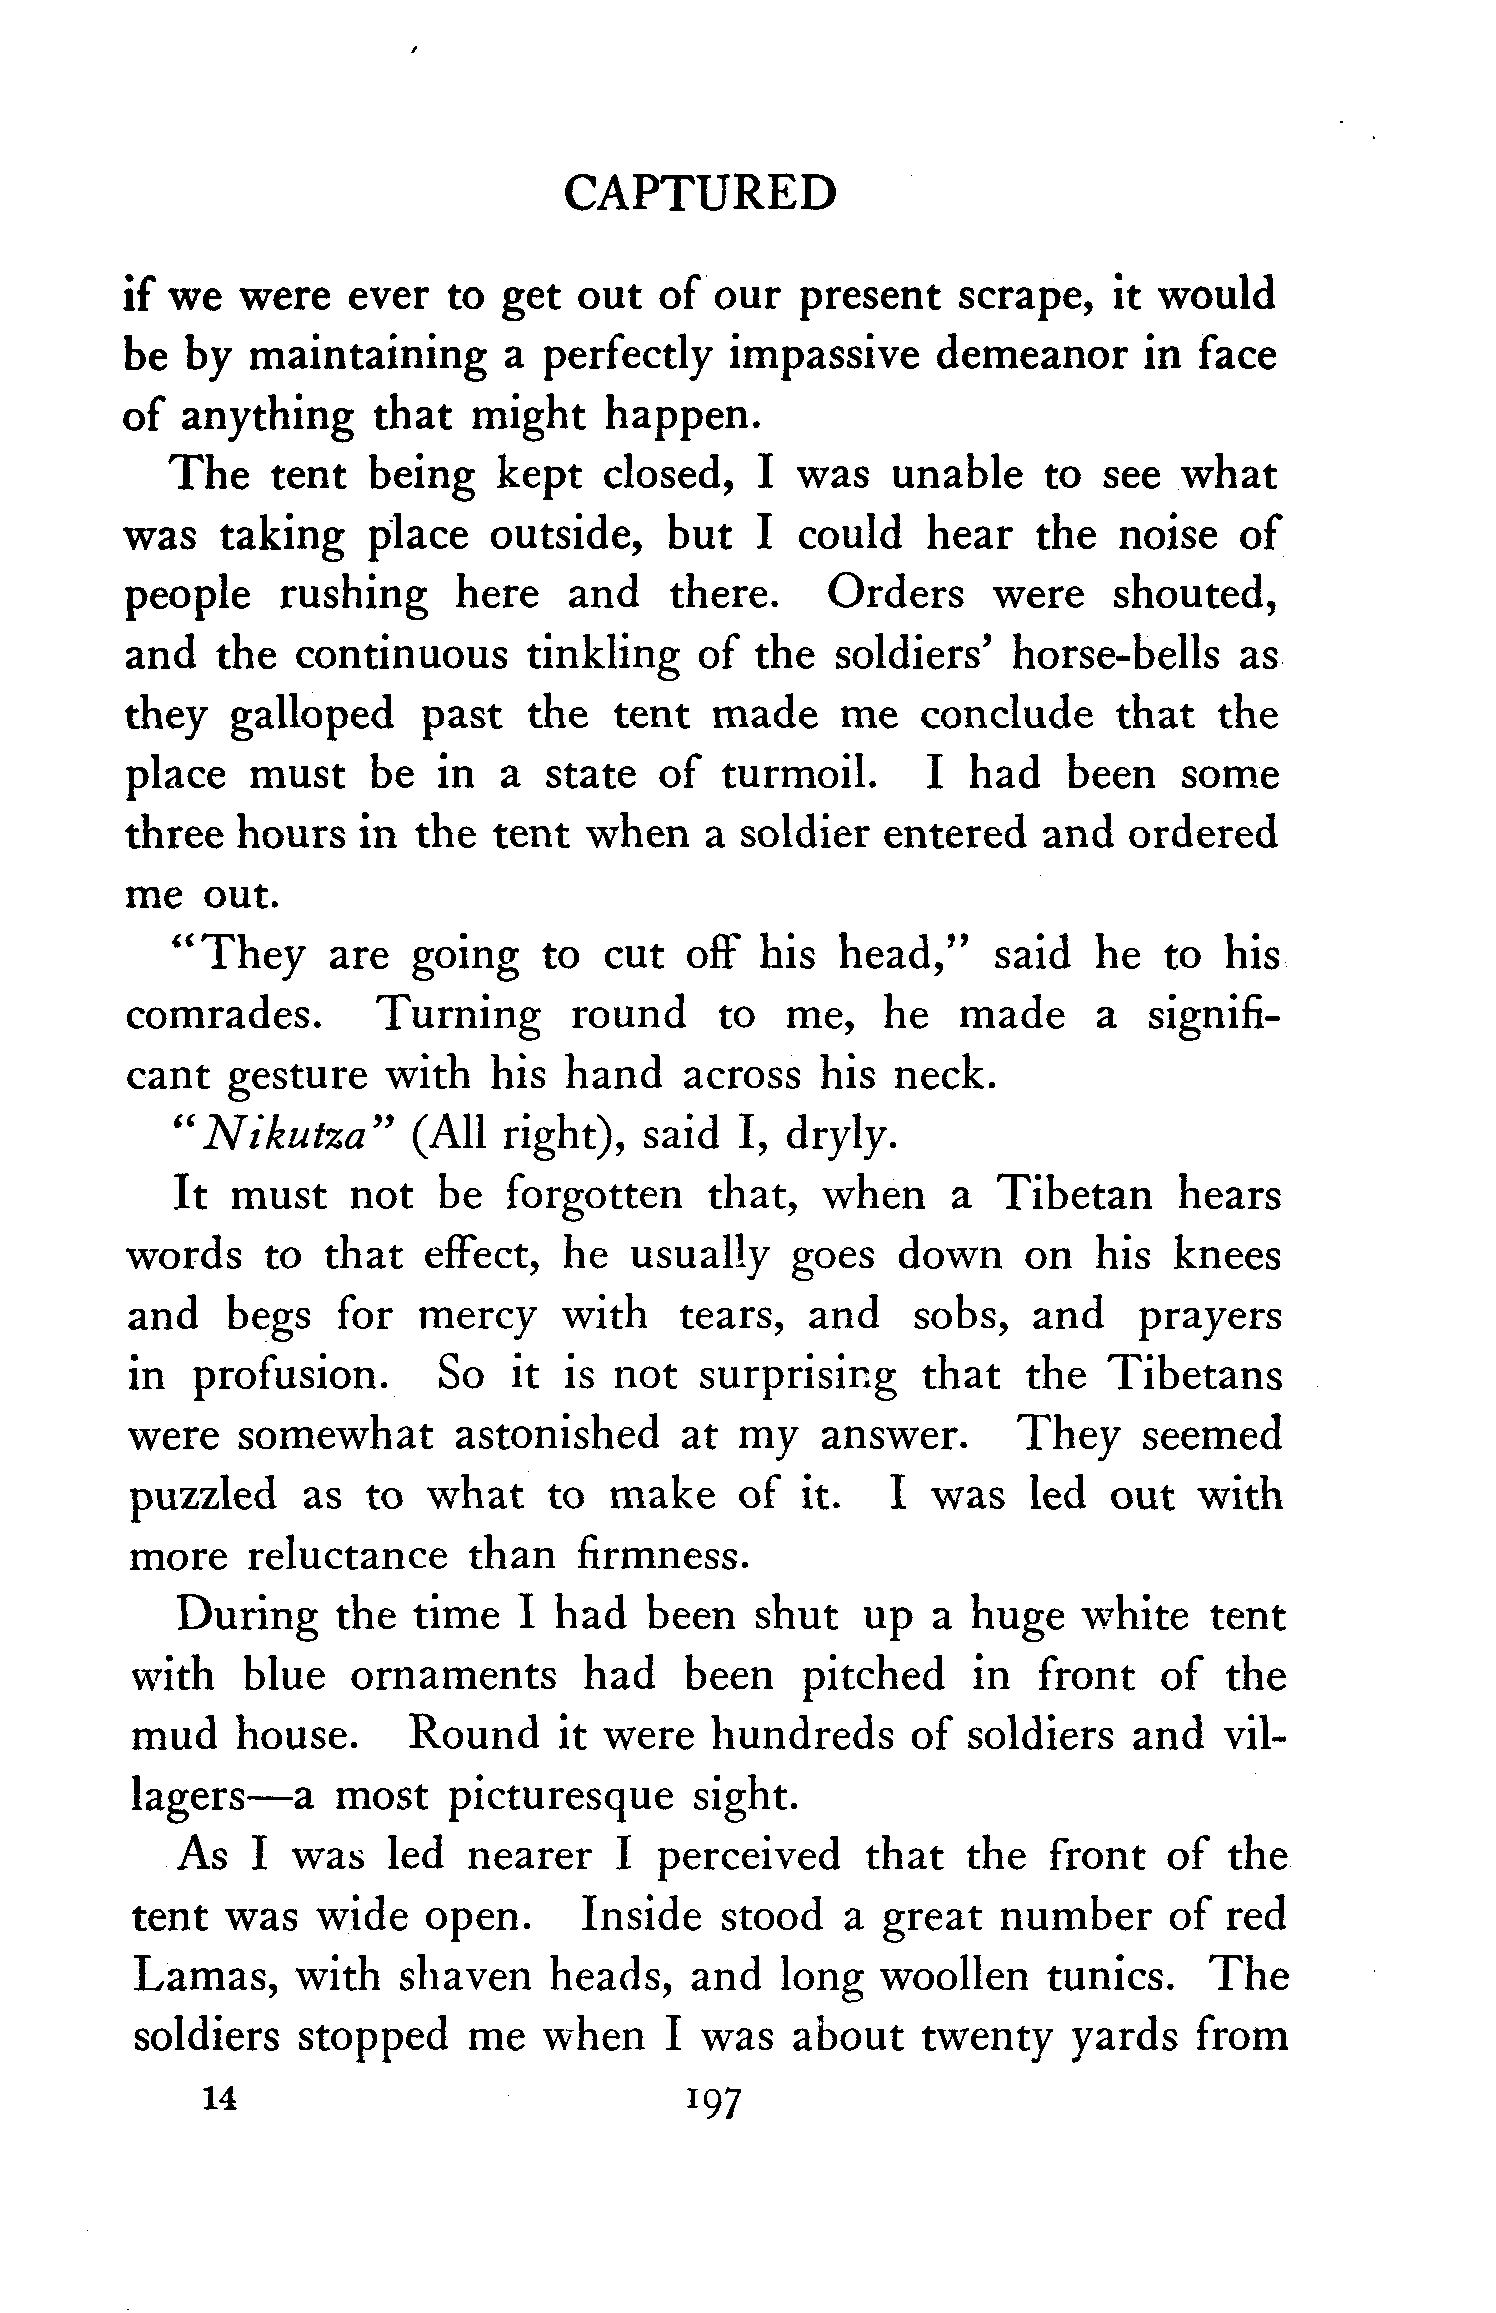 CAPTURED
if we were ever to get out of our present scrape, it would
be by maintaining a perfectly impassive demeanor in face
of anything that might happen.
The tent being kept closed, I was unable to see what
was taking place outside, but I could hear the noise of
people rushing here and there. Orders were shouted,
and the continuous tinkling of the soldiers’ horse-bells as
they galloped past the tent made me conclude that the
place must be in a state of turmoil. I had been some
three hours in the tent when a soldier entered and ordered
me out.
“They are going to cut off his head,” said he to his
comrades. Turning round to me, he made a signifi-
cant gesture with his hand across his neck.
“Nikutza” (All right), said I, dryly.
It must not be forgotten that, when a Tibetan hears
words to that effect, he usually goes down on his knees
and begs for mercy with tears, and sobs, and prayers
in profusion. So it is not surprising that the Tibetans
were somewhat astonished at my answer. They seemed
puzzled as to what to make of it. I was led out with
more reluctance than firmness.
During the time I had been shut up a huge white tent
with blue ornaments had been pitched in front of the
mud house. Round it were hundreds of soldiers and vil-
lagers—a most picturesque sight.
As I was led nearer I perceived that the front of the
tent was wide open. Inside stood a great number of red
Lamas, with shaven heads, and long woollen tunics. The
soldiers stopped me when I was about twenty yards from
14 197